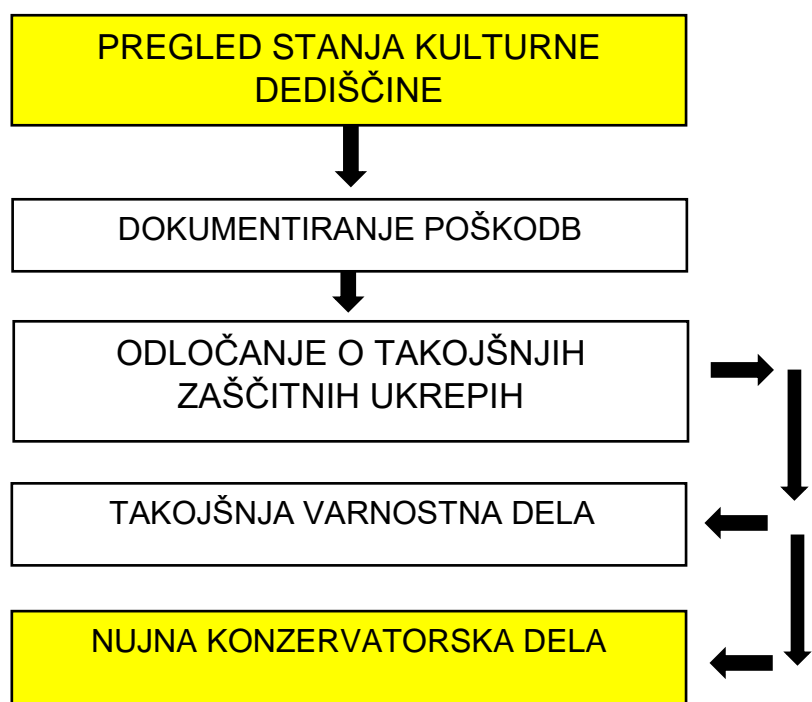 PREGLED STANJA KULTURNE
DEDIŠČINE
DOKUMENTIRANJE POŠKODB
ODLOČANJE O TAKOJŠNJIH
ZAŠČITNIH UKREPIH
TAKOJŠNJA VARNOSTNA DELA
NUJNA KONZERVATORSKA DELA